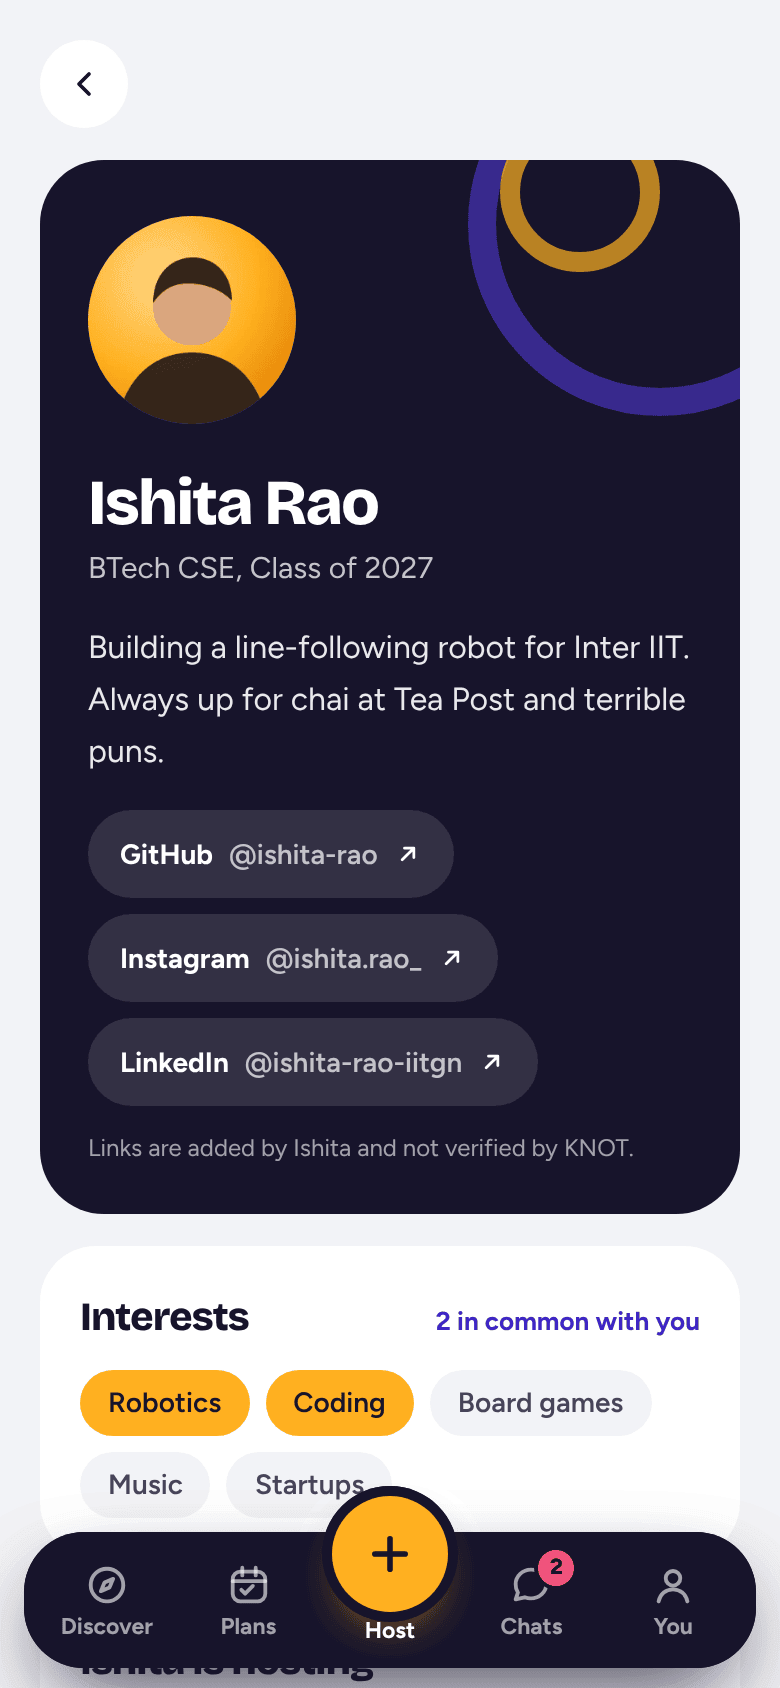 Ishita Rao
BTech CSE, Class of 2027
Building a line-following robot for Inter IIT.
Always up for chai at Tea Post and terrible
puns.
GitHub @ishita-rao
Instagram @ishita.rao_
LinkedIn @ishita-rao-iitgn
Links are added by Ishita and not verified by KNOT.
Interests
2 in common with you
Robotics Coding Board games
Music Startups
2
Discover Plans Host Chats You
Ishita is hosting